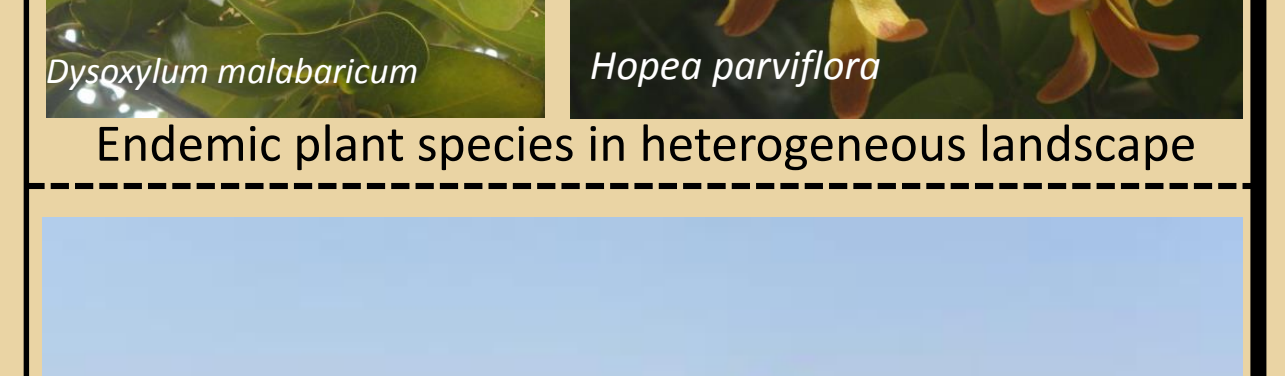 Dysoxylum malabaricum
Hopea parviflora
Endemic plant species in heterogeneous landscape